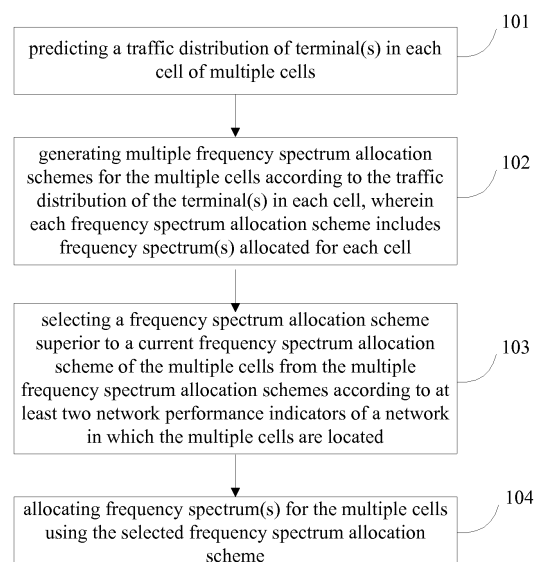 101
predicting a traffic distribution of terminal(s) in each
cell of multiple cells
102
generating multiple frequency spectrum allocation
schemes for the multiple cells according to the traffic
distribution of the terminal(s) in each cell, wherein
each frequency spectrum allocation scheme includes
frequency spectrum(s) allocated for each cell
103
selecting a frequency spectrum allocation scheme
superior to a current frequency spectrum allocation
scheme of the multiple cells from the multiple
frequency spectrum allocation schemes according to at
least two network performance indicators of a network
in which the multiple cells are located
104
allocating frequency spectrum(s) for the multiple cells
using the selected frequency spectrum allocation
scheme